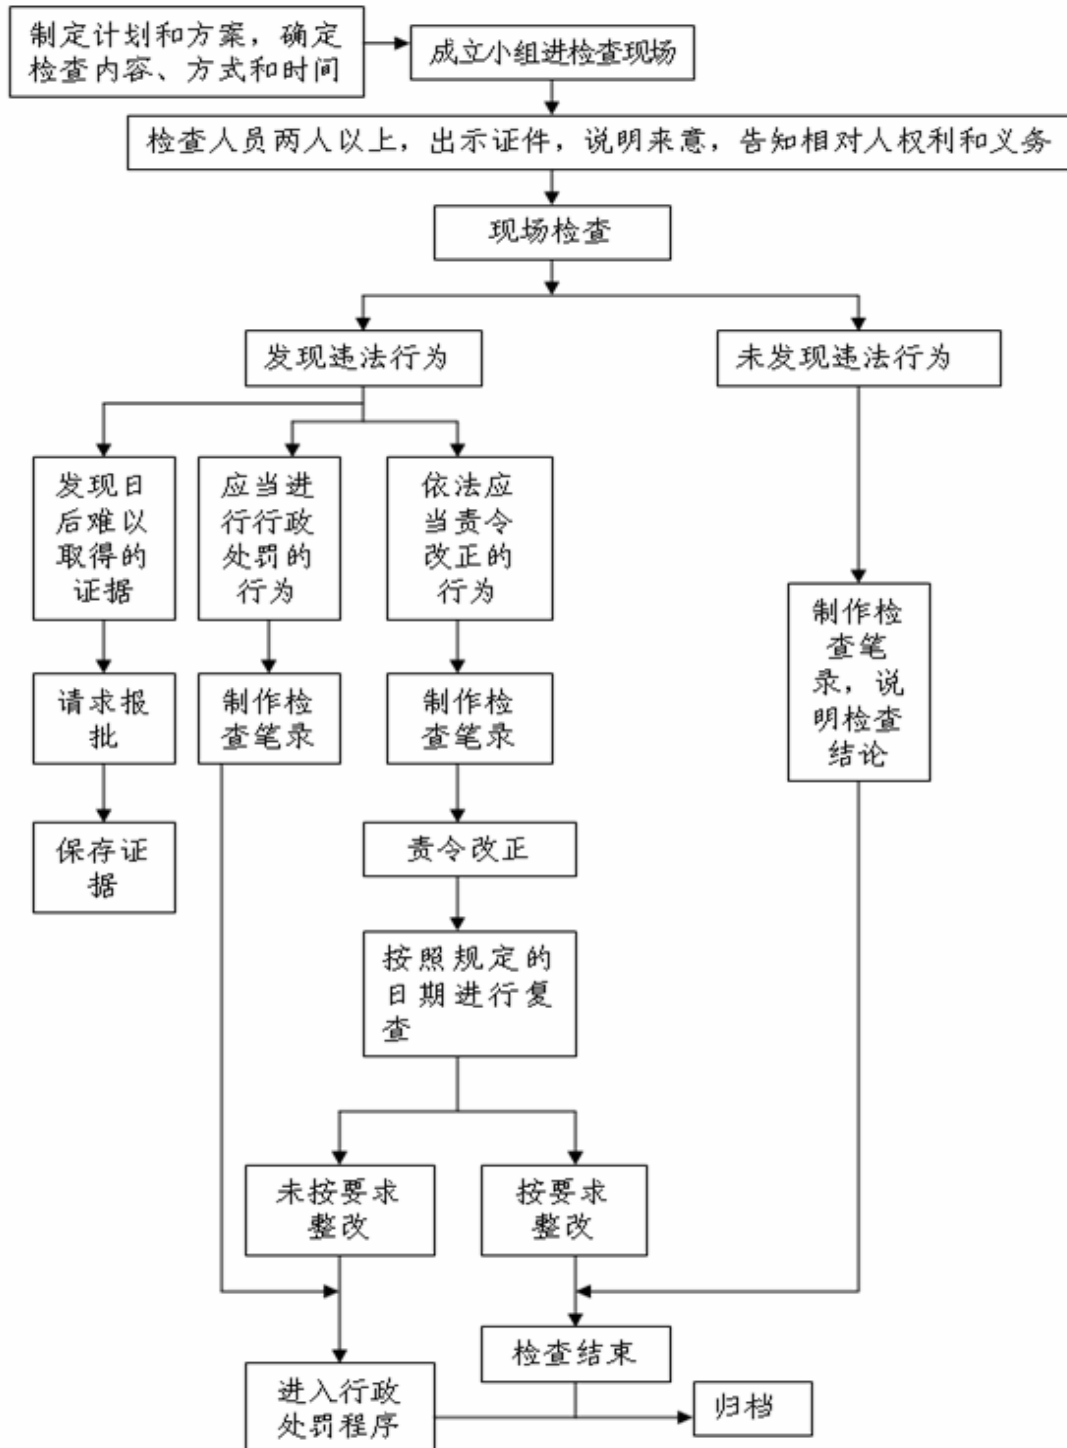 制定计划和方案，确定
检查内容、方式和时间
成立小组进检查现场
检查人员两人以上，出示证件，说明来意，告知相对人权利和义务
现场检查
发现违法行为
未发现违法行为
发现日
后难以
取得的
证据
应当进
行行政
处罚的
行为
依法应
当责令
改正的
行为
制作检
查笔
录，说
明检查
结论
请求报
批
制作检
查笔录
制作检
查笔录
保存证
据
责令改正
按照规定的
日期进行复
查
未按要求
整改
按要求
整改
检查结束
进入行政
处罚程序
归档